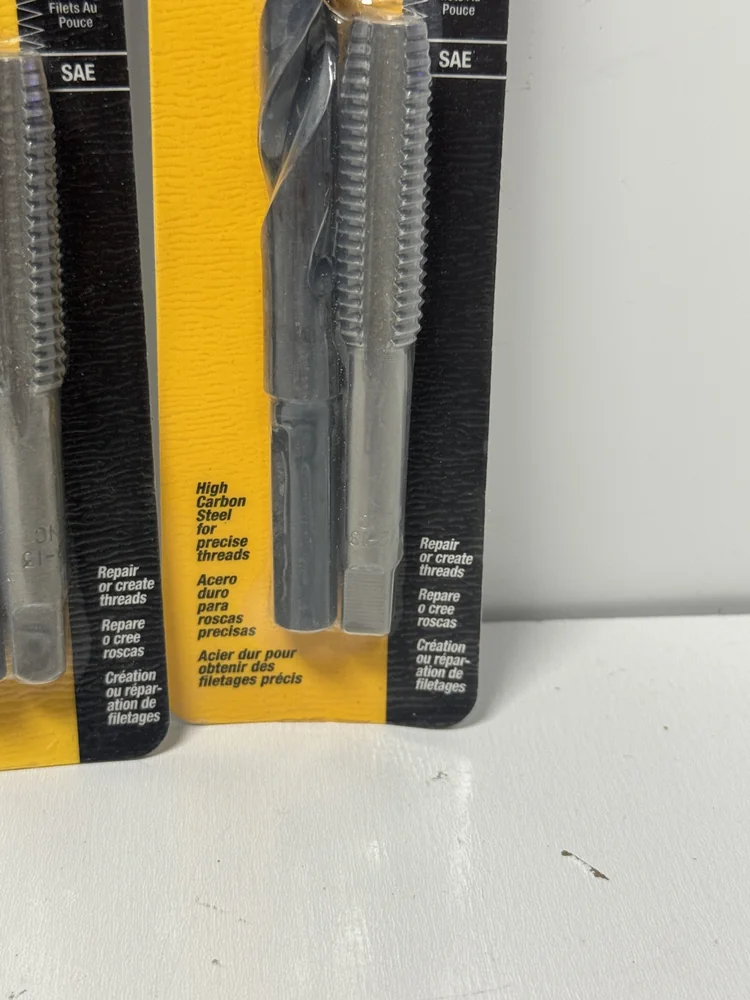 Filets Au
Pouce
SAE
Repair
or create
threads
Repare
o cree
roscas
Création
ou répar-
ation de
filetages
Pouce
SAE
High
Carbon
Steel
for
precise
threads
Acero
duro
para
roscas
precisas
Acier dur pour
obtenir des
filetages précis
Repair
or create
threads
Repare
o cree
roscas
Création
ou répar-
ation de
filetages